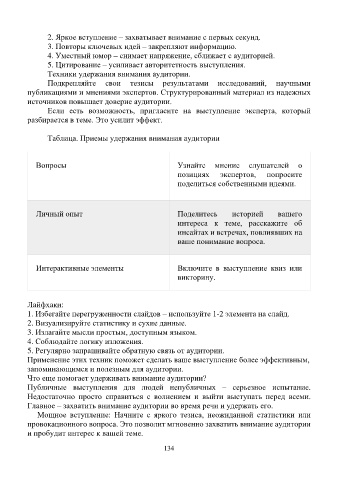 2. Яркое вступление – захватывает внимание с первых секунд.
3. Повторы ключевых идей – закрепляют информацию.
4. Уместный юмор – снимает напряжение, сближает с аудиторией.
5. Цитирование – усиливает авторитетность выступления.
Техники удержания внимания аудитории.
Подкрепляйте свои тезисы результатами исследований, научными
публикациями и мнениями экспертов. Структурированный материал из надежных
источников повышает доверие аудитории.
Если есть возможность, пригласите на выступление эксперта, который
разбирается в теме. Это усилит эффект.
Таблица. Приемы удержания внимания аудитории
Вопросы
Узнайте мнение слушателей о
позициях экспертов, попросите
поделиться собственными идеями.
Личный опыт
Поделитесь историей вашего
интереса к теме, расскажите об
инсайтах и встречах, повлиявших на
ваше понимание вопроса.
Интерактивные элементы
Включите в выступление квиз или
викторину.
Лайфхаки:
1. Избегайте перегруженности слайдов – используйте 1-2 элемента на слайд.
2. Визуализируйте статистику и сухие данные.
3. Излагайте мысли простым, доступным языком.
4. Соблюдайте логику изложения.
5. Регулярно запрашивайте обратную связь от аудитории.
Применение этих техник поможет сделать ваше выступление более эффективным,
запоминающимся и полезным для аудитории.
Что еще помогает удерживать внимание аудитории?
Публичные выступления для людей непубличных – серьезное испытание.
Недостаточно просто справиться с волнением и выйти выступать перед всеми.
Главное – захватить внимание аудитории во время речи и удержать его.
Мощное вступление: Начните с яркого тезиса, неожиданной статистики или
провокационного вопроса. Это позволит мгновенно захватить внимание аудитории
и пробудит интерес к вашей теме.
134